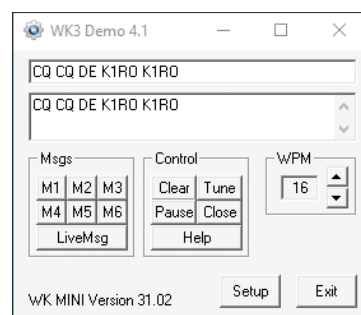 WK3 Demo 4.1
CQ CQ DE K1RO K1RO
CQ CQ DE K1RO K1RO
Msgs Control WPM
M1 M2 M3 Clear Tune 16
M4 M5 M6 Pause Close
LiveMsg Help
WK MINI Version 31.02 Setup Exit